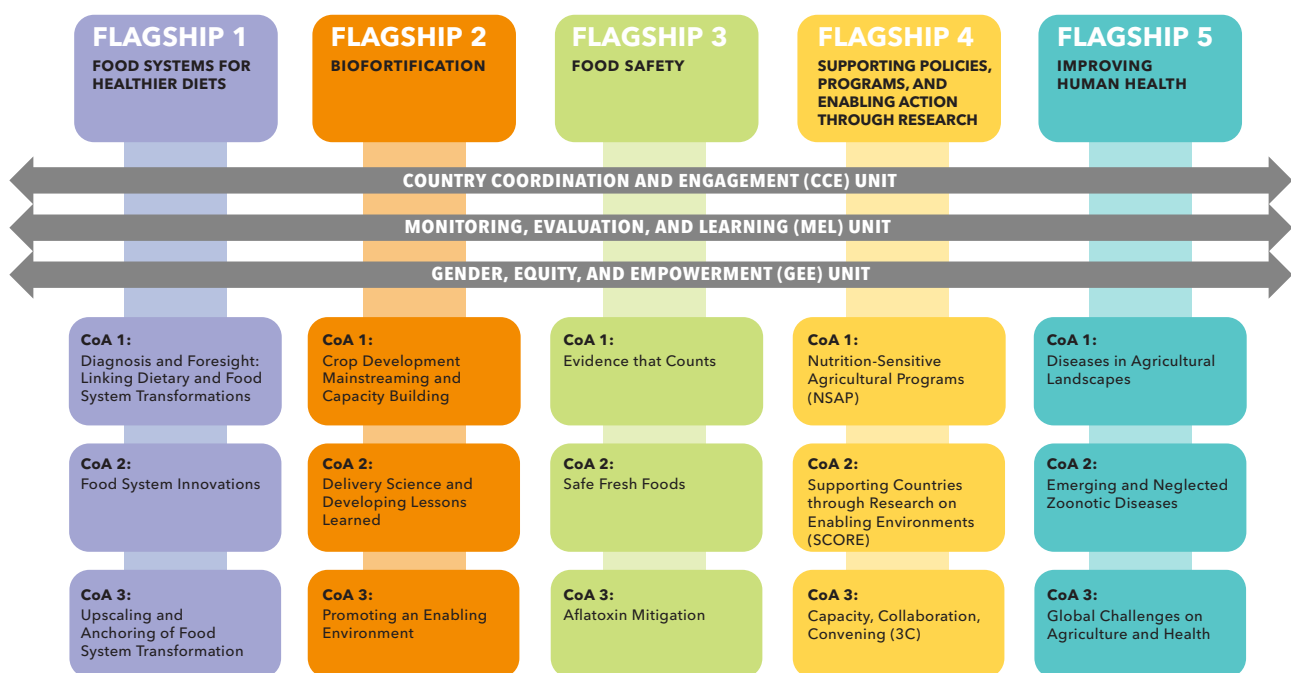 FLAGSHIP 1
FOOD SYSTEMS FOR
HEALTHIER DIETS
FLAGSHIP 2
BIOFORTIFICATION
FLAGSHIP 3
FOOD SAFETY
FLAGSHIP 4
SUPPORTING POLICIES,
PROGRAMS, AND
ENABLING ACTION
THROUGH RESEARCH
FLAGSHIP 5
IMPROVING
HUMAN HEALTH
COUNTRY COORDINATION AND ENGAGEMENT (CCE) UNIT
MONITORING, EVALUATION, AND LEARNING (MEL) UNIT
GENDER, EQUITY, AND EMPOWERMENT (GEE) UNIT
CoA 1:
Diagnosis and Foresight:
Linking Dietary and Food
System Transformations
CoA 1:
Crop Development
Mainstreaming and
Capacity Building
CoA 1:
Evidence that Counts
CoA 1:
Nutrition-Sensitive
Agricultural Programs
(NSAP)
CoA 1:
Diseases in Agricultural
Landscapes
CoA 2:
Food System Innovations
CoA 2:
Delivery Science and
Developing Lessons
Learned
CoA 2:
Safe Fresh Foods
CoA 2:
Supporting Countries
through Research on
Enabling Environments
(SCORE)
CoA 2:
Emerging and Neglected
Zoonotic Diseases
CoA 3:
Upscaling and
Anchoring of Food
System Transformation
CoA 3:
Promoting an Enabling
Environment
CoA 3:
Aflatoxin Mitigation
CoA 3:
Capacity, Collaboration,
Convening (3C)
CoA 3:
Global Challenges on
Agriculture and Health